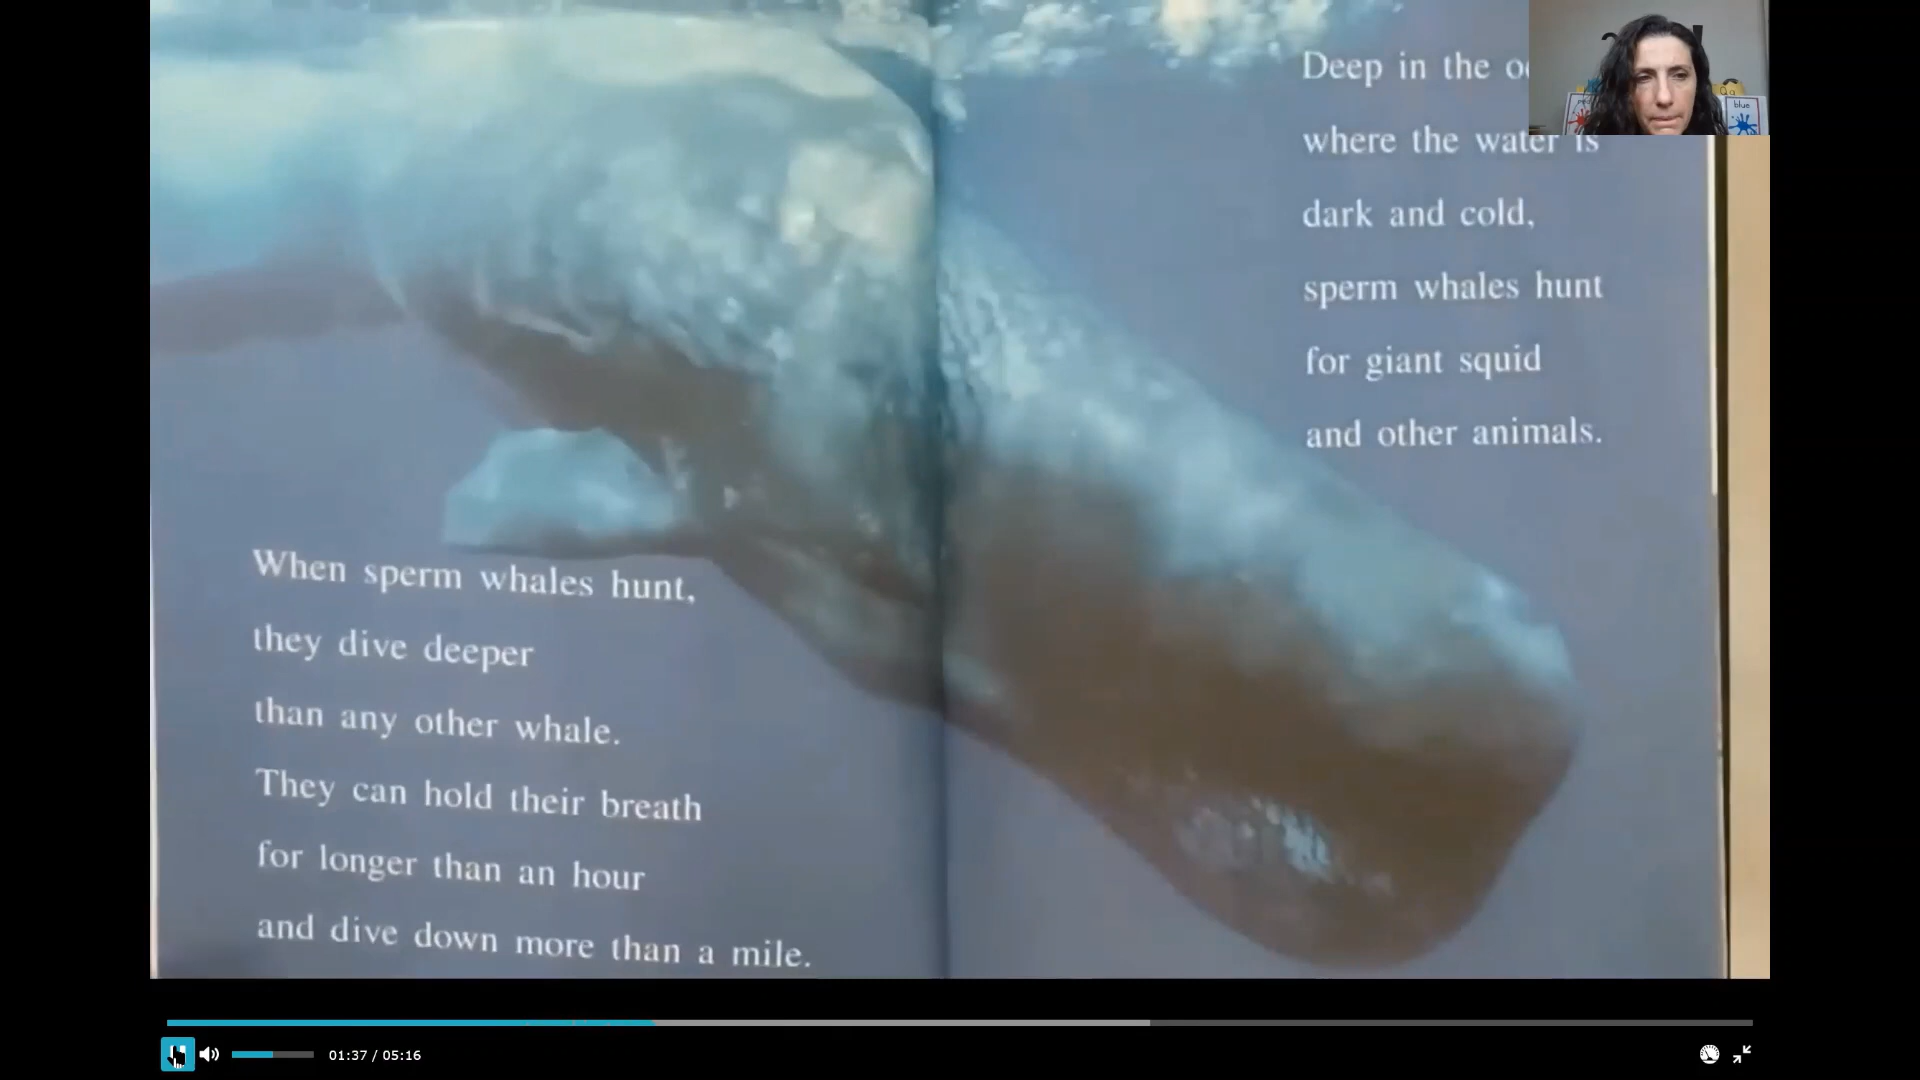 When sperm whales hunt,
they dive deeper
than any other whale.
They can hold their breath
for longer than an hour
and dive down more than a mile.
Deep in the
where the water is
dark and cold,
sperm whales hunt
for giant squid
and other animals.
blue
01:37 / 05:16